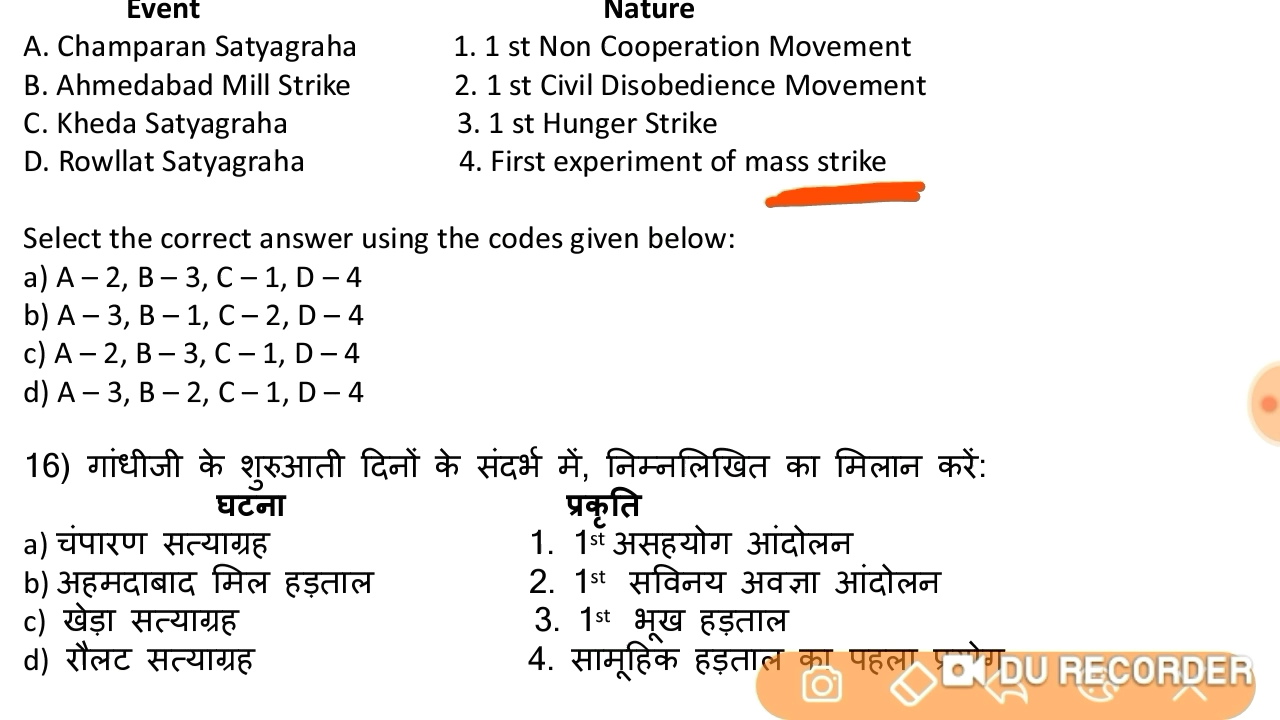 Event Nature
A. Champaran Satyagraha 1. 1 st Non Cooperation Movement
B. Ahmedabad Mill Strike 2. 1 st Civil Disobedience Movement
C. Kheda Satyagraha 3. 1 st Hunger Strike
D. Rowllat Satyagraha 4. First experiment of mass strike
Select the correct answer using the codes given below:
a) A – 2, B – 3, C – 1, D – 4
b) A – 3, B – 1, C – 2, D – 4
c) A – 2, B – 3, C – 1, D – 4
d) A – 3, B – 2, C – 1, D – 4
16) गांधीजी के शुरुआती दिनों के संदर्भ में, निम्नलिखित का मिलान करें:
घटना प्रकृति
a) चंपारण सत्याग्रह 1. 1st असहयोग आंदोलन
b) अहमदाबाद मिल हड़ताल 2. 1st सविनय अवज्ञा आंदोलन
c) खेड़ा सत्याग्रह 3. 1st भूख हड़ताल
d) रौलट सत्याग्रह 4. सामूहिक हड़ताल का पहला प्रयोग
DU RECORDER